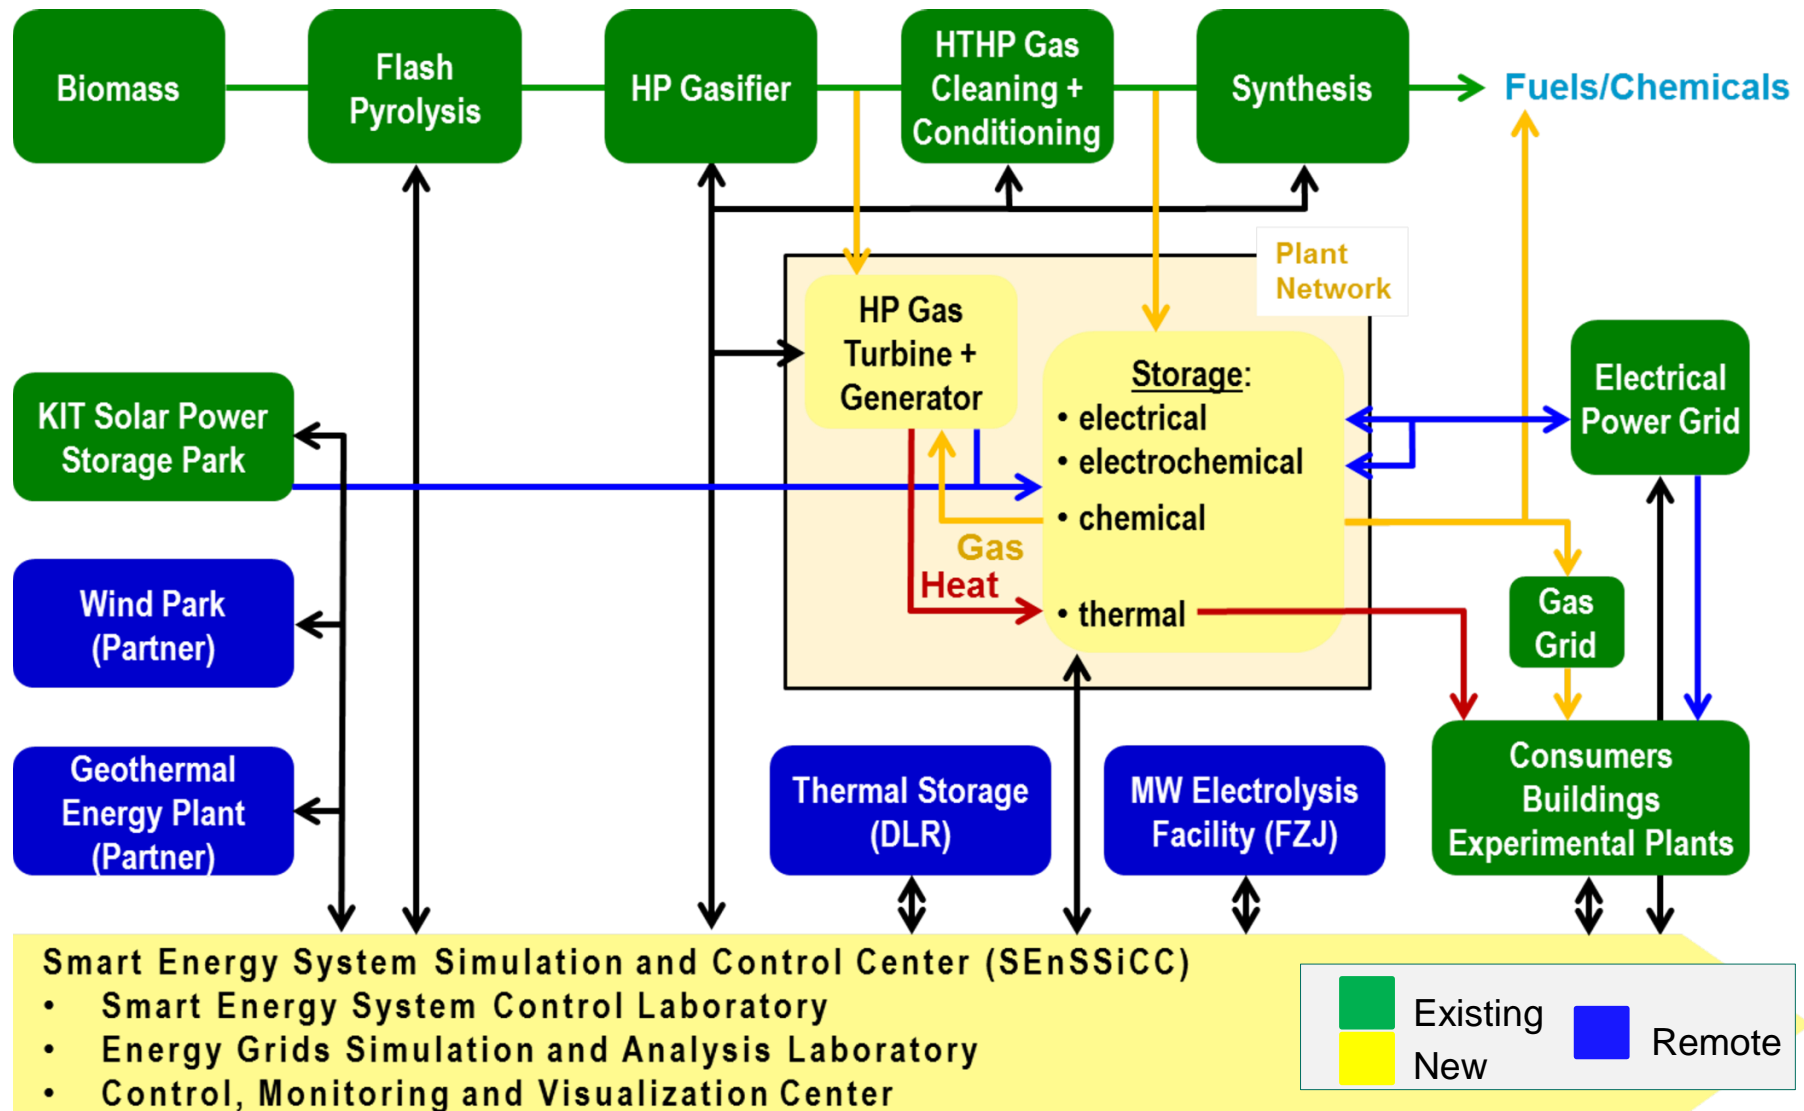 Biomass
Flash
Pyrolysis
HP Gasifier
HTHP Gas
Cleaning +
Conditioning
Synthesis
Fuels/Chemicals
Plant
Network
HP Gas
Turbine +
Generator
Storage:
• electrical
• electrochemical
• chemical
• thermal
Gas
Heat
Electrical
Power Grid
KIT Solar Power
Storage Park
Wind Park
(Partner)
Gas
Grid
Geothermal
Energy Plant
(Partner)
Thermal Storage
(DLR)
MW Electrolysis
Facility (FZJ)
Consumers
Buildings
Experimental Plants
Smart Energy System Simulation and Control Center (SEnSSiCC)
• Smart Energy System Control Laboratory
• Energy Grids Simulation and Analysis Laboratory
• Control, Monitoring and Visualization Center
Existing
New
Remote